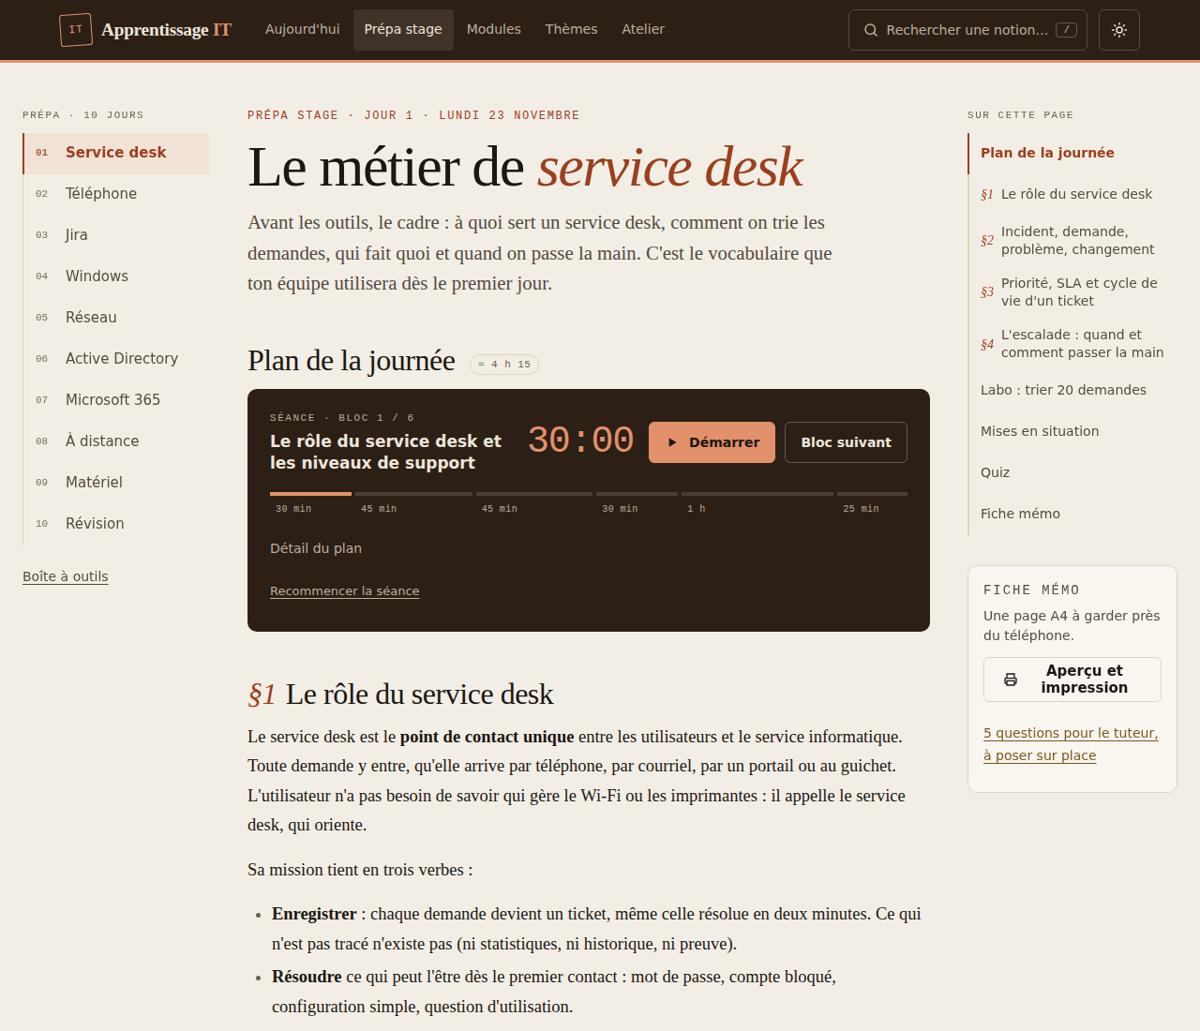 IT
Apprentissage IT
Aujourd'hui
Prépa stage
Modules
Thèmes
Atelier
Rechercher une notion…
/
PRÉPA · 10 JOURS
01 Service desk
02 Téléphone
03 Jira
04 Windows
05 Réseau
06 Active Directory
07 Microsoft 365
08 À distance
09 Matériel
10 Révision
Boîte à outils
PRÉPA STAGE · JOUR 1 · LUNDI 23 NOVEMBRE
Le métier de service desk
Avant les outils, le cadre : à quoi sert un service desk, comment on trie les
demandes, qui fait quoi et quand on passe la main. C'est le vocabulaire que
ton équipe utilisera dès le premier jour.
Plan de la journée
≈ 4 h 15
SÉANCE · BLOC 1 / 6
Le rôle du service desk et
les niveaux de support
30:00
Démarrer
Bloc suivant
30 min
45 min
45 min
30 min
1 h
25 min
Détail du plan
Recommencer la séance
§1 Le rôle du service desk
Le service desk est le point de contact unique entre les utilisateurs et le service informatique.
Toute demande y entre, qu'elle arrive par téléphone, par courriel, par un portail ou au guichet.
L'utilisateur n'a pas besoin de savoir qui gère le Wi-Fi ou les imprimantes : il appelle le service
desk, qui oriente.
Sa mission tient en trois verbes :
• Enregistrer : chaque demande devient un ticket, même celle résolue en deux minutes. Ce qui
n'est pas tracé n'existe pas (ni statistiques, ni historique, ni preuve).
• Résoudre ce qui peut l'être dès le premier contact : mot de passe, compte bloqué,
configuration simple, question d'utilisation.
SUR CETTE PAGE
Plan de la journée
§1 Le rôle du service desk
§2 Incident, demande,
problème, changement
§3 Priorité, SLA et cycle de
vie d'un ticket
§4 L'escalade : quand et
comment passer la main
Labo : trier 20 demandes
Mises en situation
Quiz
Fiche mémo
FICHE MÉMO
Une page A4 à garder près
du téléphone.
Aperçu et
impression
5 questions pour le tuteur,
à poser sur place